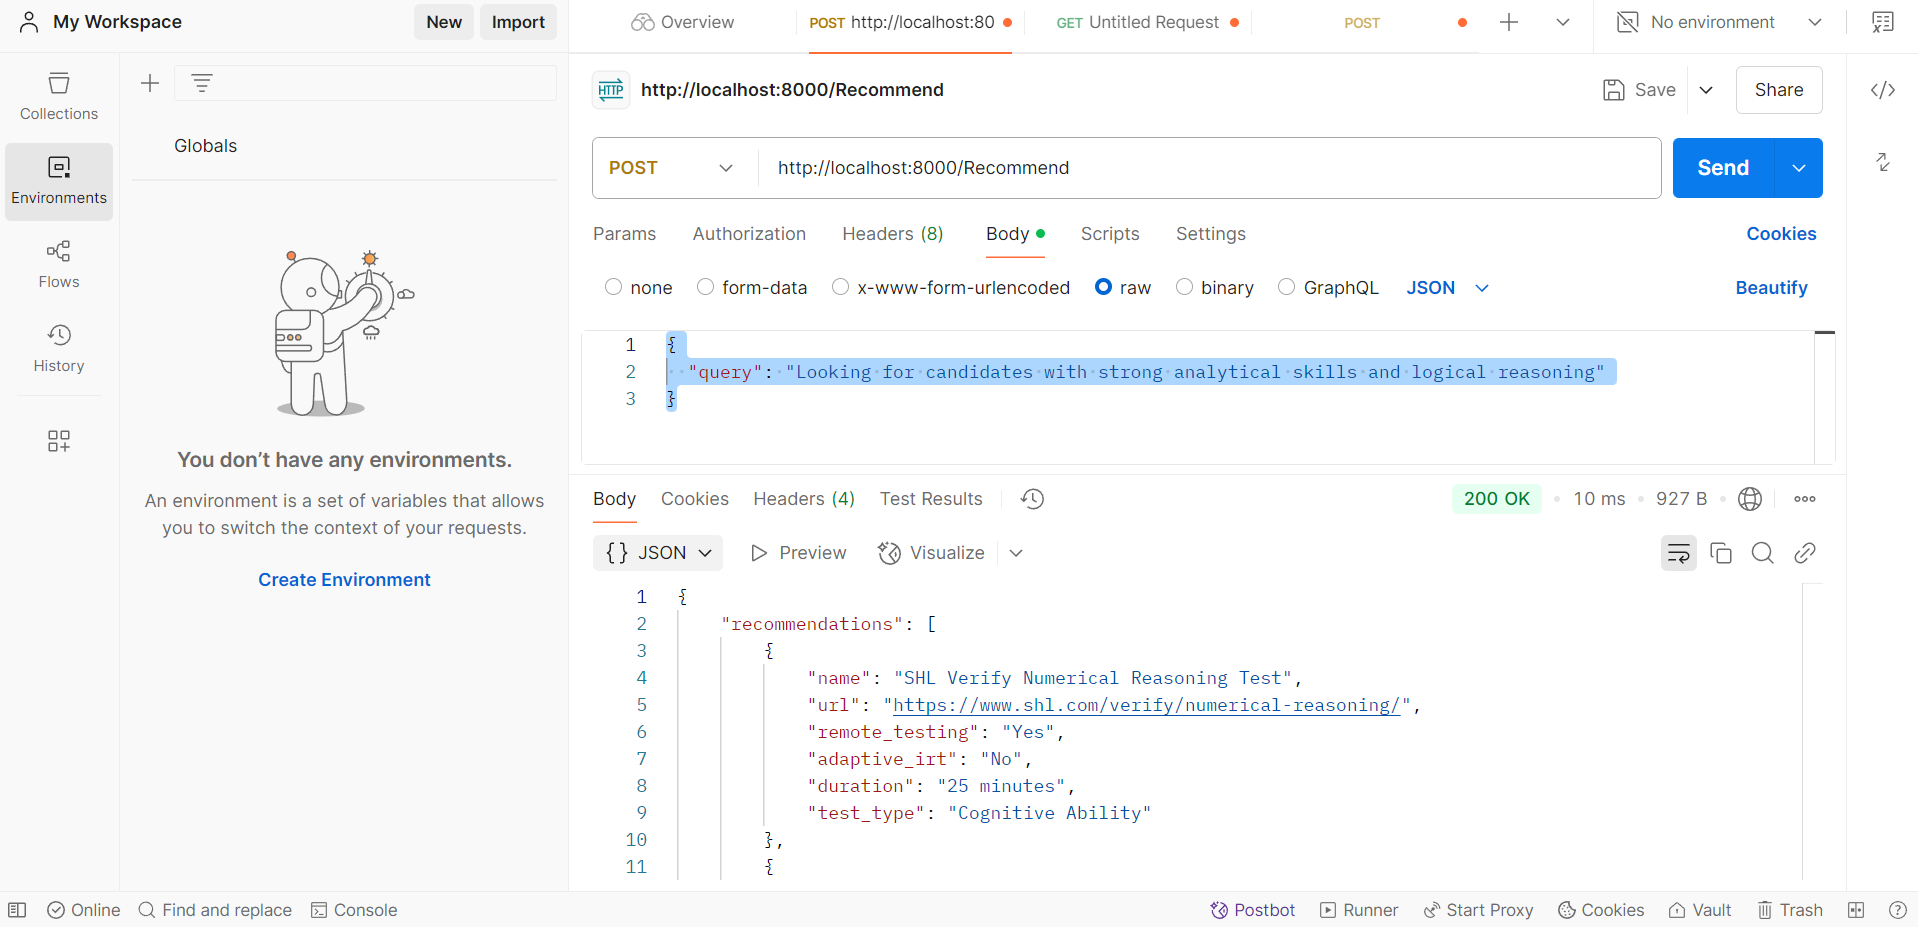 My Workspace
New
Import
Overview
POST http://localhost:80
GET Untitled Request
POST
No environment
Collections
Environments
Flows
History
Globals
You don’t have any environments.
An environment is a set of variables that allows
you to switch the context of your requests.
Create Environment
HTTP
http://localhost:8000/Recommend
Save
Share
POST
http://localhost:8000/Recommend
Send
Params
Authorization
Headers (8)
Body
Scripts
Settings
Cookies
none
form-data
x-www-form-urlencoded
raw
binary
GraphQL
JSON
Beautify
1 {
2 "query": "Looking for candidates with strong analytical skills and logical reasoning"
3 }
Body
Cookies
Headers (4)
Test Results
200 OK
10 ms
927 B
{} JSON
Preview
Visualize
1 {
2 "recommendations": [
3 {
4 "name": "SHL Verify Numerical Reasoning Test",
5 "url": "https://www.shl.com/verify/numerical-reasoning/",
6 "remote_testing": "Yes",
7 "adaptive_irt": "No",
8 "duration": "25 minutes",
9 "test_type": "Cognitive Ability"
10 },
11 {
Online
Find and replace
Console
Postbot
Runner
Start Proxy
Cookies
Vault
Trash